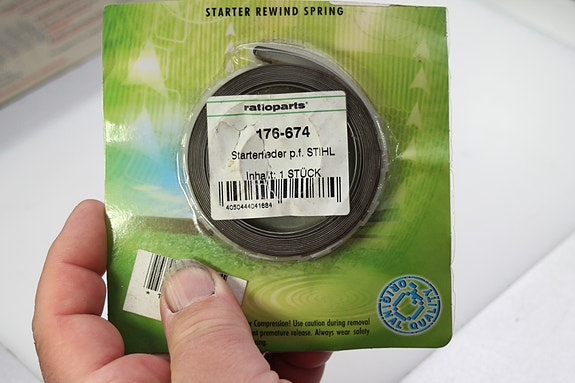 STARTER REWIND SPRING
ratioparts®
176-674
Starterfeder p.f. STIHL
Inhalt: 1 STÜCK
4050444041684
ORIGINAL QUALITY
Compression! Use caution during removal
premature release. Always wear safety